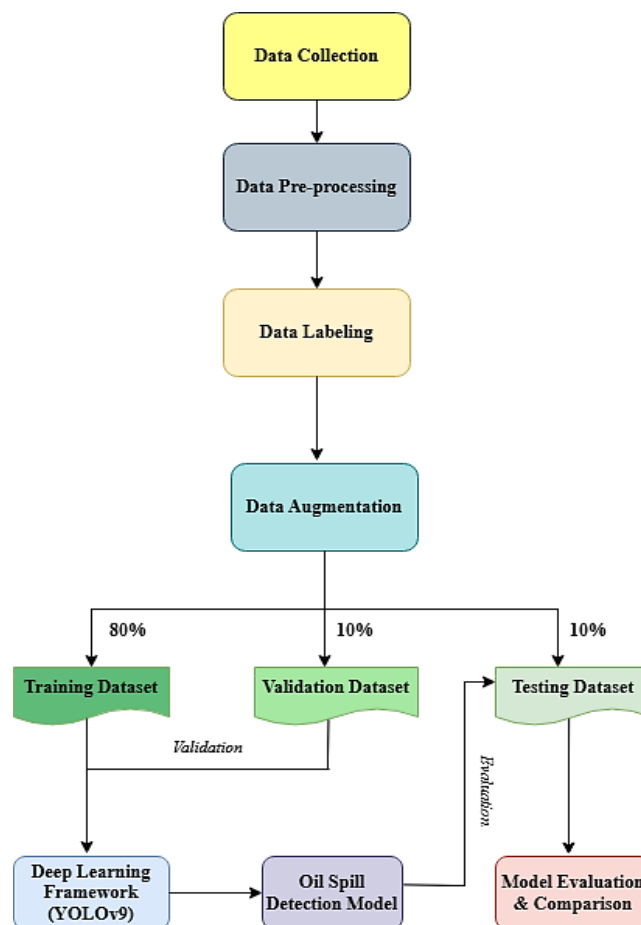 Data Collection
Data Pre-processing
Data Labeling
Data Augmentation
80%
10%
10%
Training Dataset
Validation Dataset
Testing Dataset
Validation
Evaluation
Deep Learning
Framework
(YOLOv9)
Oil Spill
Detection Model
Model Evaluation
& Comparison